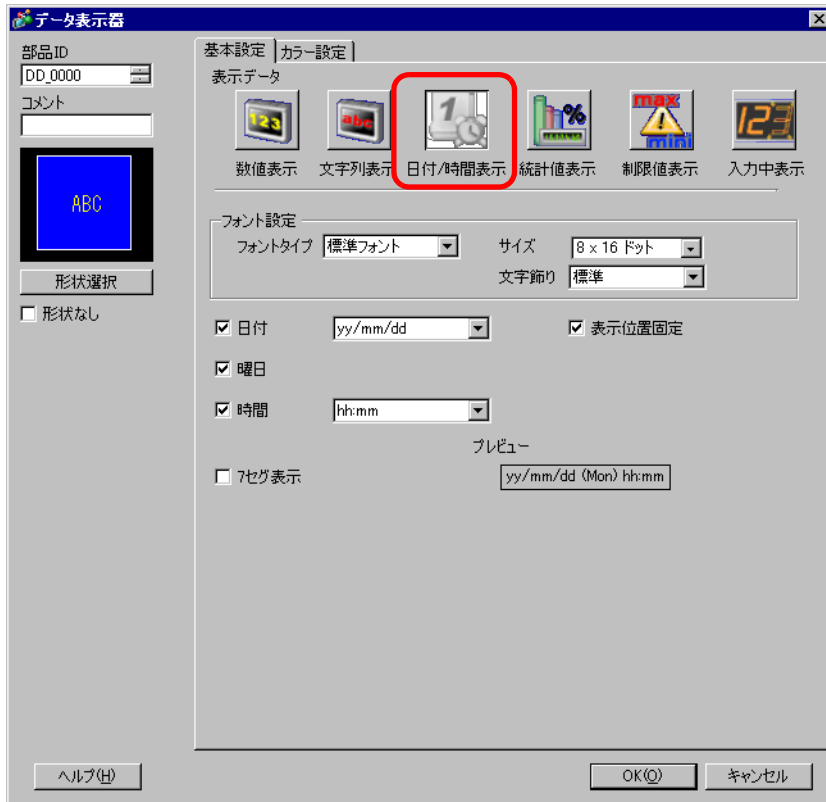 データ表示器
部品ID
DD_0000
コメント
ABC
形状選択
形状なし
基本設定 カラー設定
表示データ
数値表示 文字列表示 日付/時間表示 統計値表示 制限値表示 入力中表示
フォント設定
フォントタイプ 標準フォント サイズ 8 x 16 ドット
文字飾り 標準
日付 yy/mm/dd 表示位置固定
曜日
時間 hh:mm
プレビュー
7セグ表示 yy/mm/dd (Mon) hh:mm
ヘルプ(H) OK(O) キャンセル